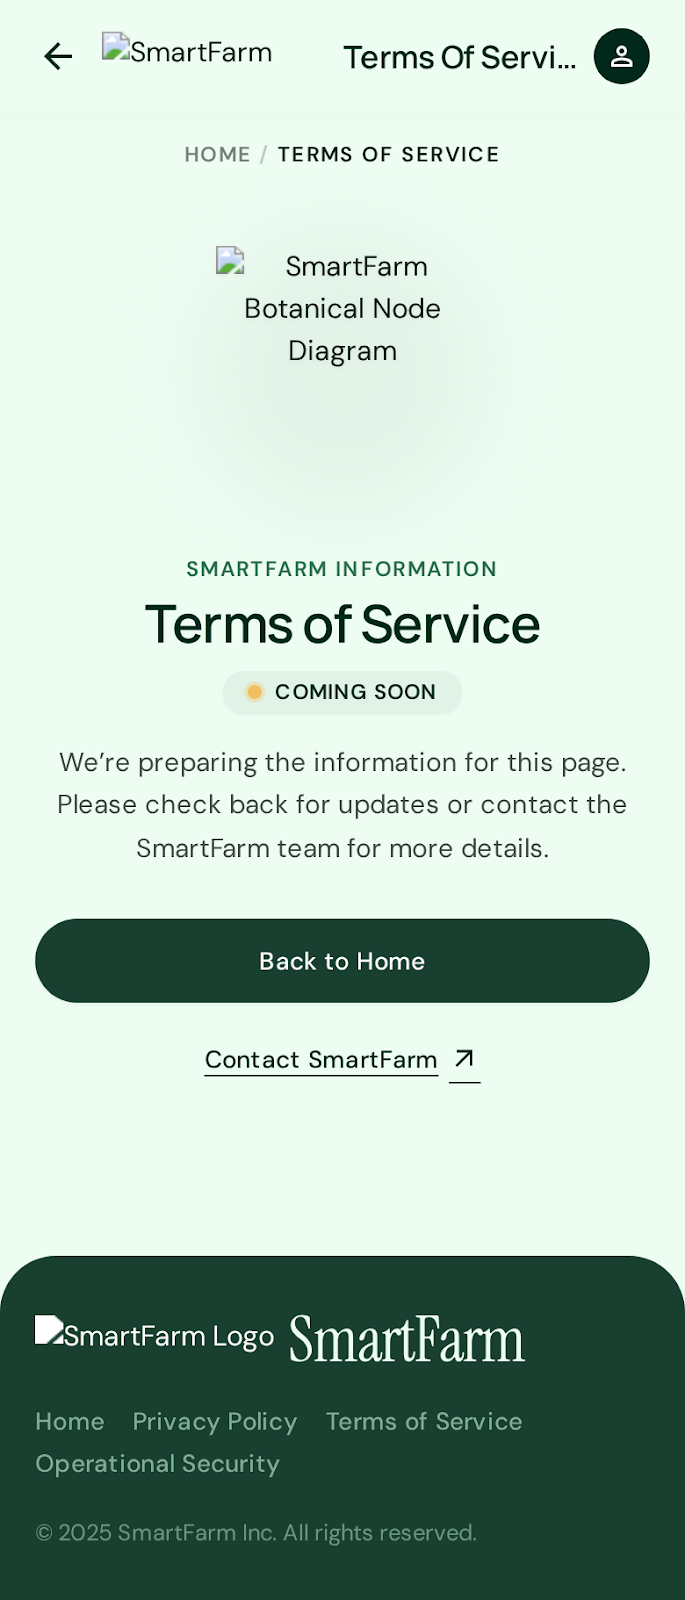 SmartFarm
Terms Of Servi...
HOME / TERMS OF SERVICE
SmartFarm
Botanical Node
Diagram
SMARTFARM INFORMATION
Terms of Service
COMING SOON
We’re preparing the information for this page.
Please check back for updates or contact the
SmartFarm team for more details.
Back to Home
Contact SmartFarm
SmartFarm Logo SmartFarm
Home Privacy Policy Terms of Service
Operational Security
© 2025 SmartFarm Inc. All rights reserved.